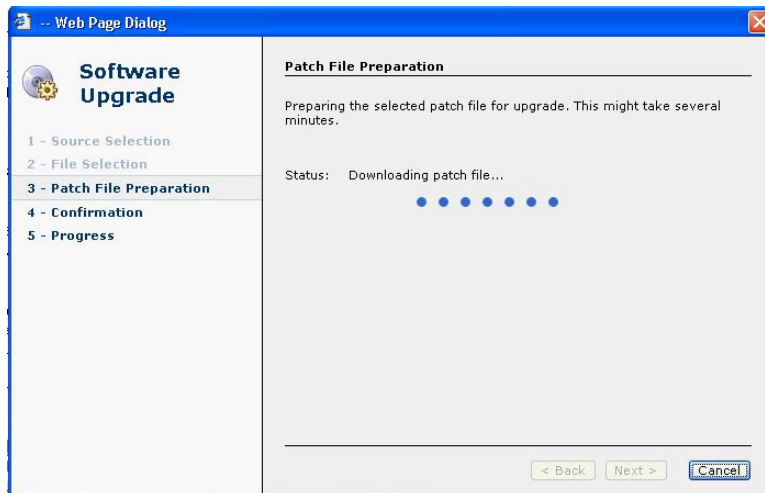 -- Web Page Dialog
Software
Upgrade
1 - Source Selection
2 - File Selection
3 - Patch File Preparation
4 - Confirmation
5 - Progress
Patch File Preparation
Preparing the selected patch file for upgrade. This might take several
minutes.
Status: Downloading patch file...
< Back
Next >
Cancel